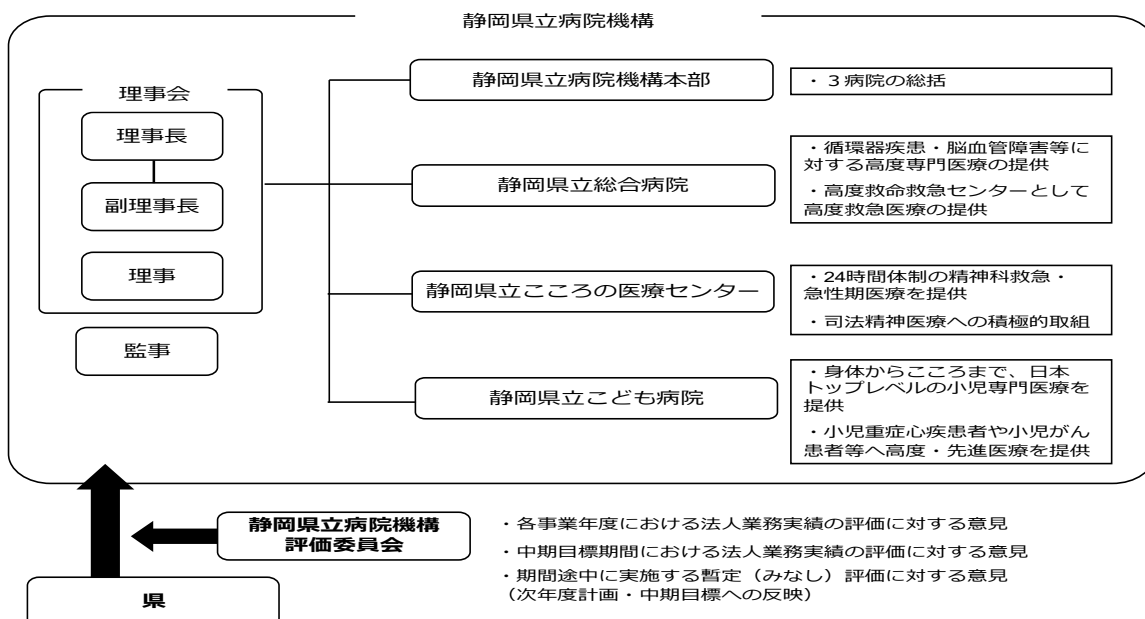 静岡県立病院機構
理事会
理事長
副理事長
理事
監事
静岡県立病院機構本部
・３病院の総括
静岡県立総合病院
・循環器疾患・脳血管障害等に
対する高度専門医療の提供
・高度救命救急センターとして
高度救急医療の提供
静岡県立こころの医療センター
・24時間体制の精神科救急・
急性期医療を提供
・司法精神医療への積極的取組
静岡県立こども病院
・身体からこころまで、日本
トップレベルの小児専門医療を
提供
・小児重症心疾患者や小児がん
患者等へ高度・先進医療を提供
静岡県立病院機構
評価委員会
・各事業年度における法人業務実績の評価に対する意見
・中期目標期間における法人業務実績の評価に対する意見
・期間途中に実施する暫定（みなし）評価に対する意見
（次年度計画・中期目標への反映）
県